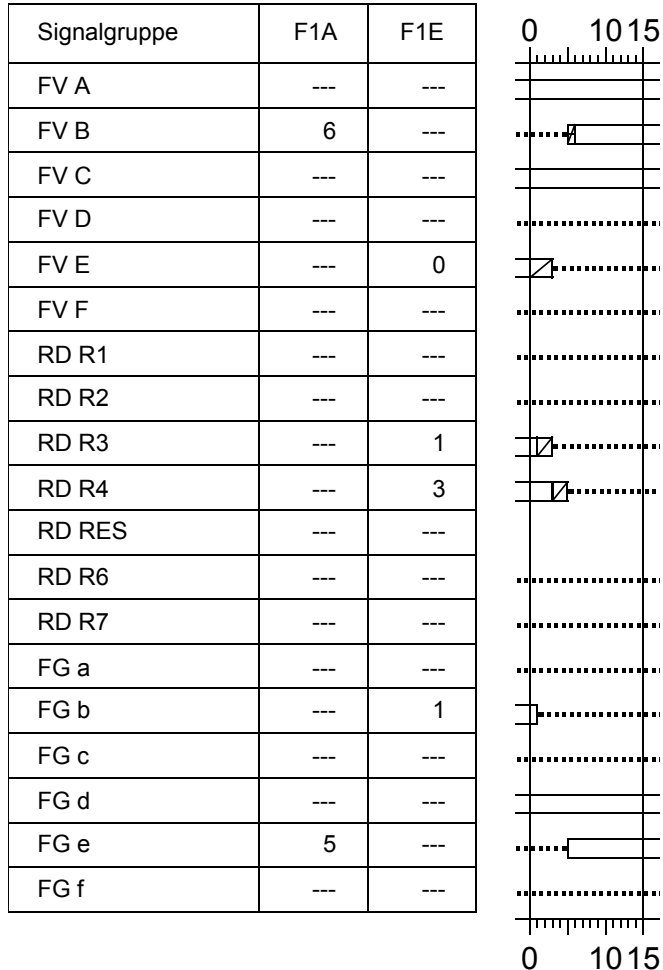 Signalgruppe F1A F1E 0 10 15
FV A --- ---
FV B 6 ---
FV C --- ---
FV D --- ---
FV E --- 0
FV F --- ---
RD R1 --- ---
RD R2 --- ---
RD R3 --- 1
RD R4 --- 3
RD RES --- ---
RD R6 --- ---
RD R7 --- ---
FG a --- ---
FG b --- 1
FG c --- ---
FG d --- ---
FG e 5 ---
FG f --- ---
0 10 15